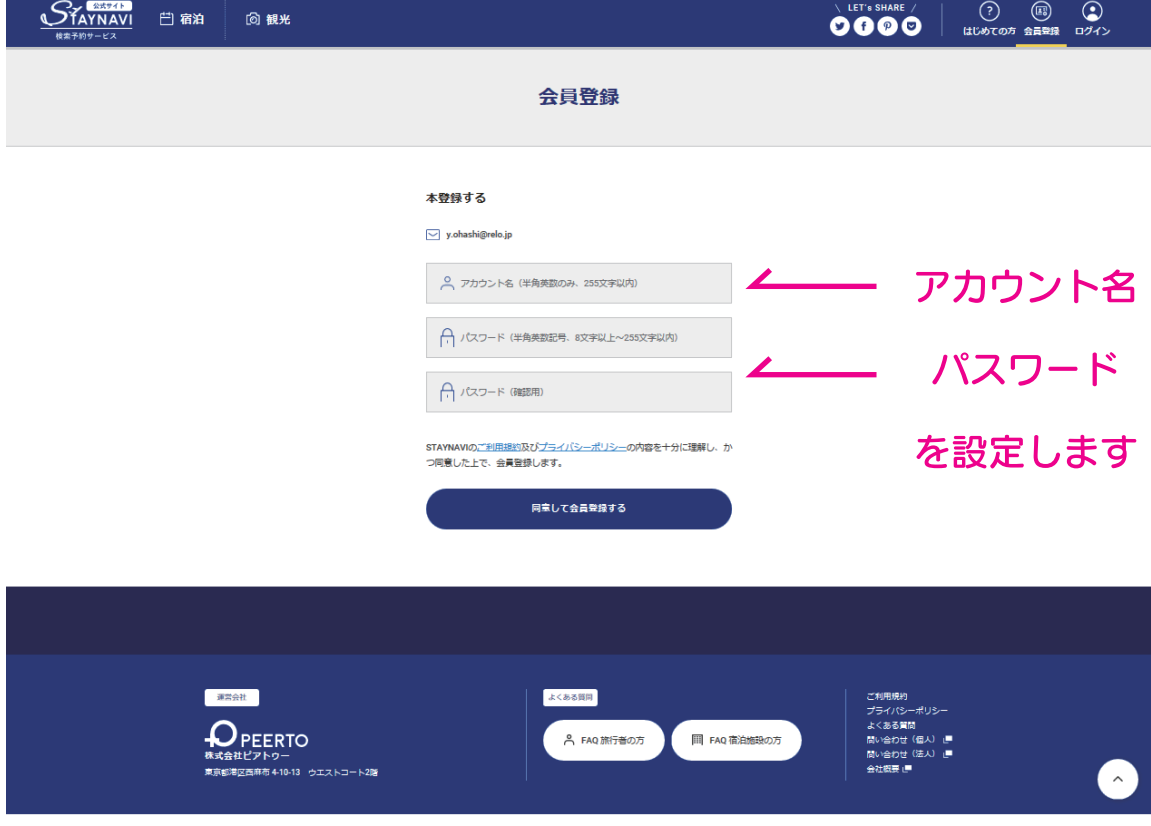 公式サイト
STAYNAVI
検索予約サービス
宿泊
観光
\ LET's SHARE /
はじめての方
会員登録
ログイン
会員登録
本登録する
y.ohashi@relo.jp
アカウント名（半角英数のみ、255文字以内）
アカウント名
パスワード（半角英数記号、8文字以上～255文字以内）
パスワード
パスワード（確認用）
を設定します
STAYNAVIのご利用規約及びプライバシーポリシーの内容を十分に理解し、か
つ同意した上で、会員登録します。
同意して会員登録する
運営会社
PEERTO
株式会社ピアトゥー
東京都港区西麻布 4-10-13 ウエストコート2階
よくある質問
FAQ 旅行者の方
FAQ 宿泊施設の方
ご利用規約
プライバシーポリシー
よくある質問
問い合わせ（個人）
問い合わせ（法人）
会社概要